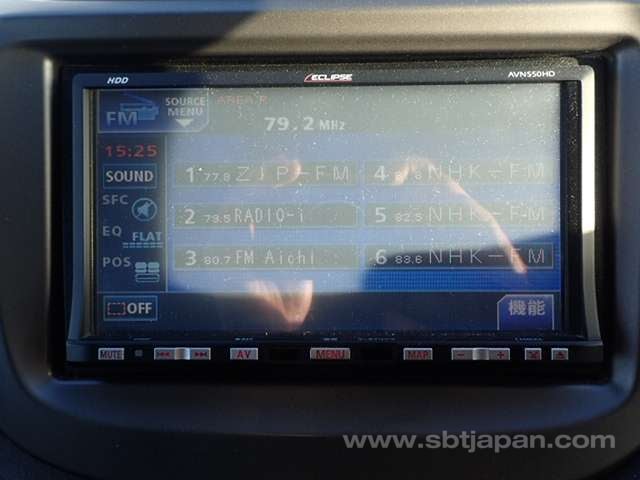 HDD ECLIPSE AVN550HD
FM SOURCE MENU AREA F
79.2 MHz
15:25
SOUND
SFC
EQ FLAT
POS
1 77.8 ZIP-FM 4 NHK-FM
2 79.5 RADIO-i 5 82.5 NHK-FM
3 80.7 FM Aichi 6 83.6 NHK-FM
OFF 機能
MUTE AV MENU MAP − +
www.sbtjapan.com